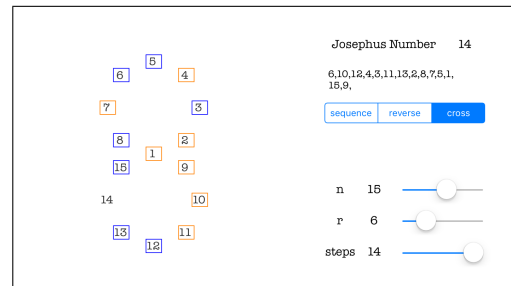 Josephus Number 14
6,10,12,4,3,11,13,2,8,7,5,1,
15,9,
sequence reverse cross
n 15
r 6
steps 14
5
6 4
7 3
8 2
1
15 9
14 10
13 11
12